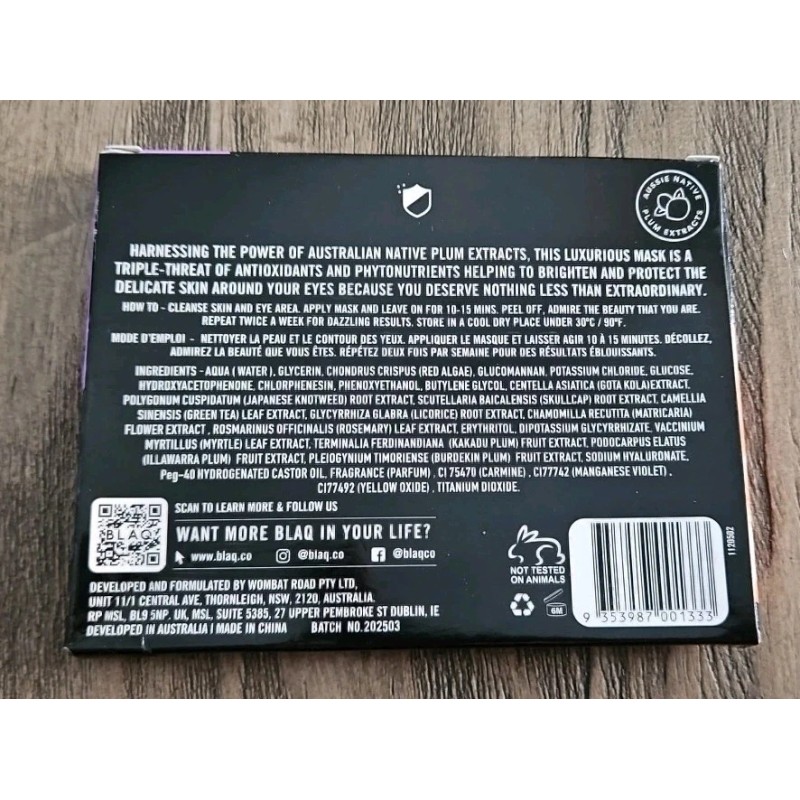 AUSSIE NATIVE
PLUM EXTRACTS
HARNESSING THE POWER OF AUSTRALIAN NATIVE PLUM EXTRACTS, THIS LUXURIOUS MASK IS A
TRIPLE-THREAT OF ANTIOXIDANTS AND PHYTONUTRIENTS HELPING TO BRIGHTEN AND PROTECT THE
DELICATE SKIN AROUND YOUR EYES BECAUSE YOU DESERVE NOTHING LESS THAN EXTRAORDINARY.
HOW TO - CLEANSE SKIN AND EYE AREA. APPLY MASK AND LEAVE ON FOR 10-15 MINS. PEEL OFF, ADMIRE THE BEAUTY THAT YOU ARE.
REPEAT TWICE A WEEK FOR DAZZLING RESULTS. STORE IN A COOL DRY PLACE UNDER 30°C / 90°F.
MODE D'EMPLOI - NETTOYER LA PEAU ET LE CONTOUR DES YEUX. APPLIQUER LE MASQUE ET LAISSER AGIR 10 À 15 MINUTES. DÉCOLLEZ,
ADMIREZ LA BEAUTÉ QUE VOUS ÊTES. RÉPÉTEZ DEUX FOIS PAR SEMAINE POUR DES RÉSULTATS ÉBLOUISSANTS.
INGREDIENTS - AQUA ( WATER ), GLYCERIN, CHONDRUS CRISPUS (RED ALGAE), GLUCOMANNAN, POTASSIUM CHLORIDE, GLUCOSE,
HYDROXYACETOPHENONE, CHLORPHENESIN, PHENOXYETHANOL, BUTYLENE GLYCOL, CENTELLA ASIATICA (GOTA KOLA)EXTRACT,
POLYGONUM CUSPIDATUM (JAPANESE KNOTWEED) ROOT EXTRACT, SCUTELLARIA BAICALENSIS (SKULLCAP) ROOT EXTRACT, CAMELLIA
SINENSIS (GREEN TEA) LEAF EXTRACT, GLYCYRRHIZA GLABRA (LICORICE) ROOT EXTRACT, CHAMOMILLA RECUTITA (MATRICARIA)
FLOWER EXTRACT , ROSMARINUS OFFICINALIS (ROSEMARY) LEAF EXTRACT, ERYTHRITOL, DIPOTASSIUM GLYCYRRHIZATE, VACCINIUM
MYRTILLUS (MYRTLE) LEAF EXTRACT, TERMINALIA FERDINANDIANA (KAKADU PLUM) FRUIT EXTRACT, PODOCARPUS ELATUS
(ILLAWARRA PLUM) FRUIT EXTRACT, PLEIOGYNIUM TIMORIENSE (BURDEKIN PLUM) FRUIT EXTRACT, SODIUM HYALURONATE,
Peg-40 HYDROGENATED CASTOR OIL, FRAGRANCE (PARFUM) , CI 75470 (CARMINE) , CI77742 (MANGANESE VIOLET) ,
CI77492 (YELLOW OXIDE) , TITANIUM DIOXIDE.
BLAQ
SCAN TO LEARN MORE & FOLLOW US
WANT MORE BLAQ IN YOUR LIFE?
www.blaq.co @blaq.co @blaqco
DEVELOPED AND FORMULATED BY WOMBAT ROAD PTY LTD,
UNIT 11/1 CENTRAL AVE, THORNLEIGH, NSW, 2120, AUSTRALIA.
RP MSL, BL9 5NP. UK, MSL, SUITE 5385, 27 UPPER PEMBROKE ST DUBLIN, IE
DEVELOPED IN AUSTRALIA I MADE IN CHINA BATCH NO.202503
NOT TESTED
ON ANIMALS
6M
9 353987 001333
1120502